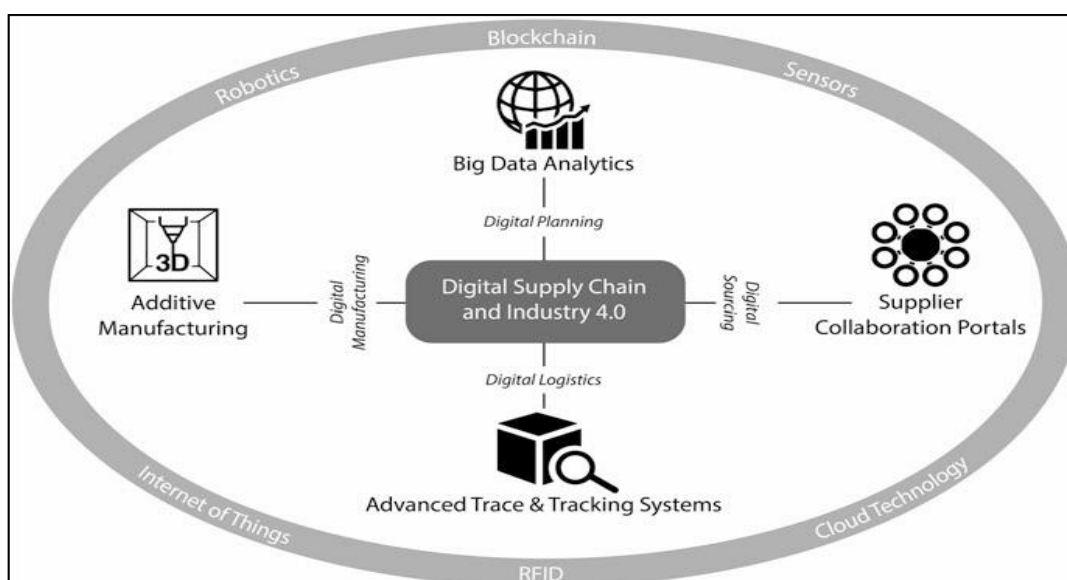 Blockchain
Robotics
Sensors
Big Data Analytics
Digital Planning
3D
Additive
Manufacturing
Digital
Manufacturing
Digital Supply Chain
and Industry 4.0
Digital
Sourcing
Supplier
Collaboration Portals
Digital Logistics
Advanced Trace & Tracking Systems
Internet of Things
Cloud Technology
RFID